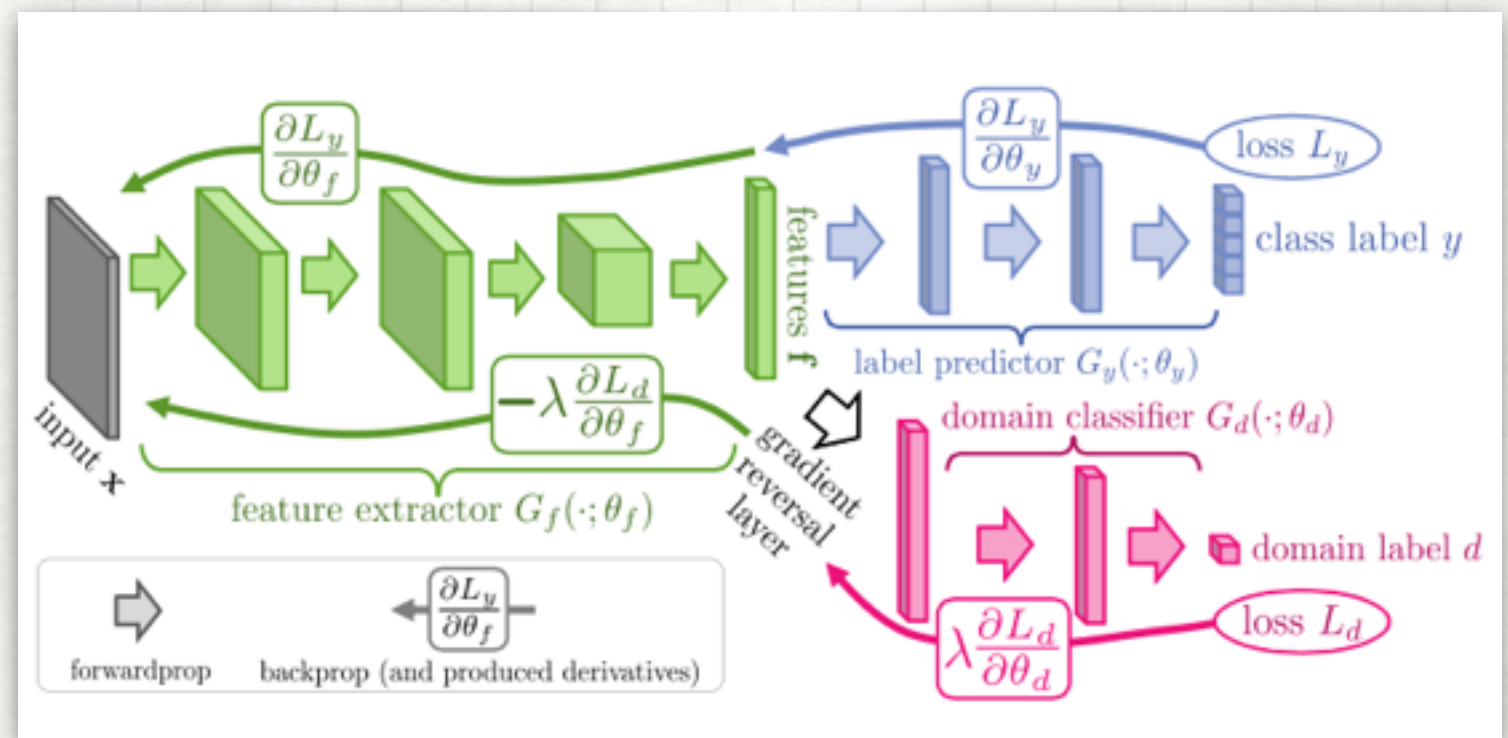 ∂L_y/∂θ_f
∂L_y/∂θ_y
loss L_y
features f
class label y
label predictor G_y(·; θ_y)
input x
−λ ∂L_d/∂θ_f
feature extractor G_f(·; θ_f)
gradient
reversal
layer
domain classifier G_d(·; θ_d)
domain label d
λ ∂L_d/∂θ_d
loss L_d
∂L_y/∂θ_f
forwardprop
backprop (and produced derivatives)